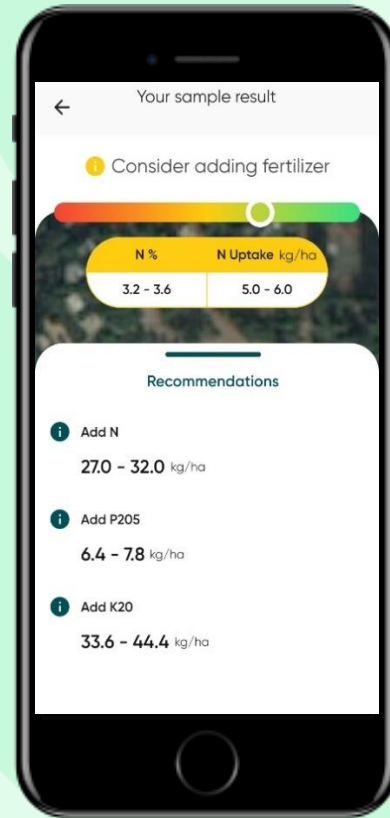 Your sample result
Consider adding fertilizer
N % N Uptake kg/ha
3.2 - 3.6 5.0 - 6.0
Recommendations
Add N
27.0 - 32.0 kg/ha
Add P205
6.4 - 7.8 kg/ha
Add K20
33.6 - 44.4 kg/ha